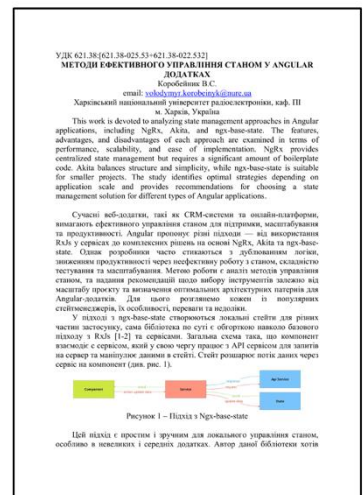 УДК 621.38:[621.38-025.53+621.38-022.532]
МЕТОДИ ЕФЕКТИВНОГО УПРАВЛІННЯ СТАНОМ У ANGULAR
ДОДАТКАХ
Коробейник В.С.
email: volodymyr.korobeinyk@nure.ua
Харківський національний університет радіоелектроніки, каф. ПІ
м. Харків, Україна
This work is devoted to analyzing state management approaches in Angular
applications, including NgRx, Akita, and ngx-base-state. The features,
advantages, and disadvantages of each approach are examined in terms of
performance, scalability, and ease of implementation. NgRx provides
centralized state management but requires a significant amount of boilerplate
code. Akita balances structure and simplicity, while ngx-base-state is suitable
for smaller projects. The study identifies optimal strategies depending on
application scale and provides recommendations for choosing a state
management solution for different types of Angular applications.
Сучасні веб-додатки, такі як CRM-системи та онлайн-платформи,
вимагають ефективного управління станом для підтримки, масштабування
та продуктивності. Angular пропонує різні підходи — від використання
RxJs у сервісах до комплексних рішень на основі NgRx, Akita та ngx-base-
state. Однак розробники часто стикаються з дублюванням логіки,
зниженням продуктивності через неефективну роботу з станом, складністю
тестування та масштабування. Метою роботи є аналіз методів управління
станом, та надання рекомендацій щодо вибору інструментів залежно від
масштабу проєкту та визначення оптимальних архітектурних патернів для
Angular-додатків. Для цього розглянемо кожен із популярних
стейтменеджерів, їх особливості, переваги та недоліки.
У підході з ngx-base-state створюються локальні стейти для різних
частин застосунку, сама бібліотека по суті є обгорткою навколо базового
підходу з RxJs [1-2] та сервісами. Загальна схема така, що компонент
взаємодіє с сервісом, який у свою чергу працює з API сервісом для запитів
на сервер та маніпулює даними в стейті. Стейт розшарює потік даних через
сервіс на компонент (див. рис. 1).
Component
Service
Api Service
State
Рисунок 1 – Підхід з Ngx-base-state
Цей підхід є простим і зручним для локального управління станом,
особливо в невеликих і середніх додатках. Автор даної бібліотеки хотів